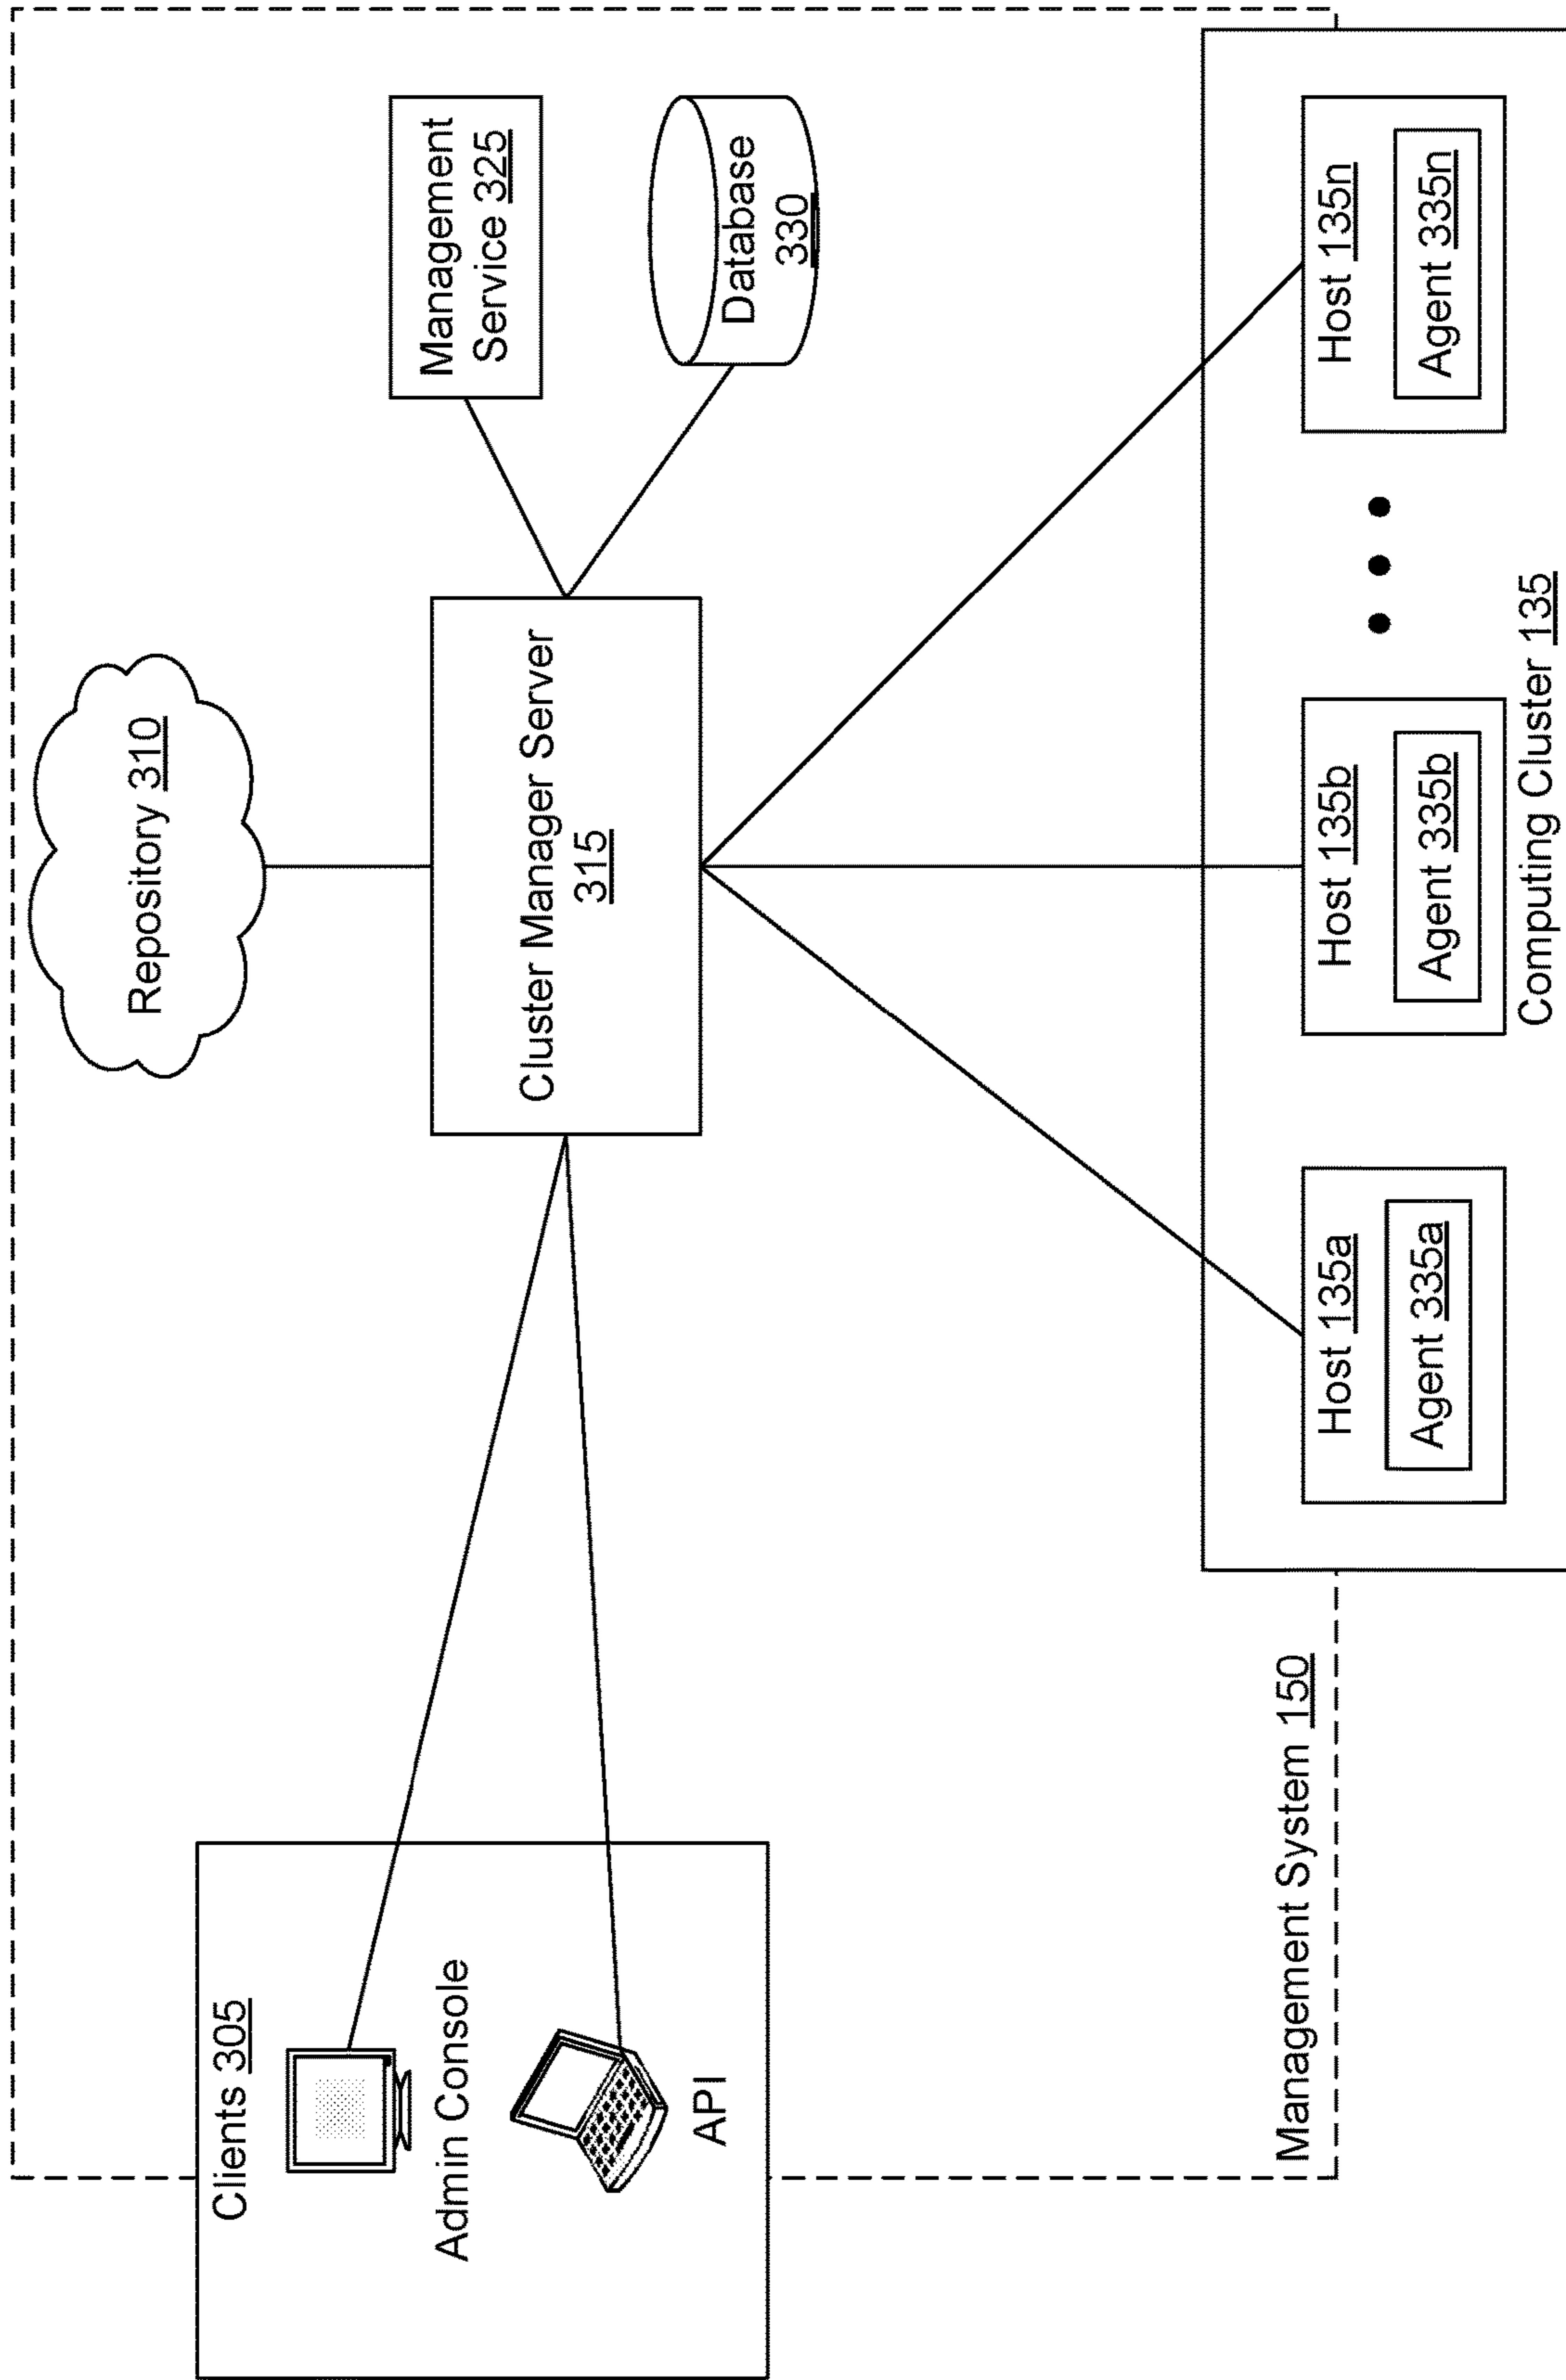 Clients 305
Admin Console
API
Repository 310
Cluster Manager Server
315
Management
Service 325
Database
330
Management System 150
Host 135a
Agent 335a
Host 135b
Agent 335b
Host 135n
Agent 335n
Computing Cluster 135